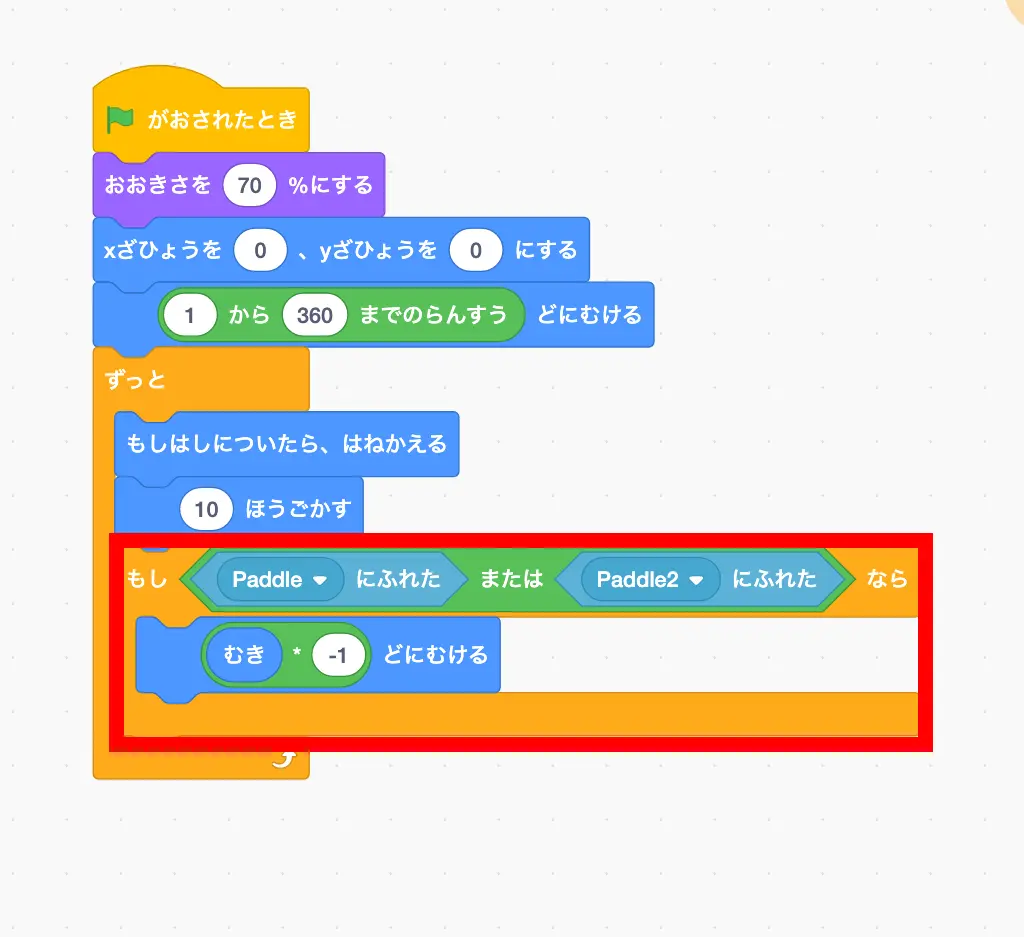 がおされたとき
おおきさを 70 %にする
xざひょうを 0 、yざひょうを 0 にする
1 から 360 までのらんすう どにむける
ずっと
もしはしについたら、はねかえる
10 ほうごかす
もし Paddle にふれた または Paddle2 にふれた なら
むき * -1 どにむける